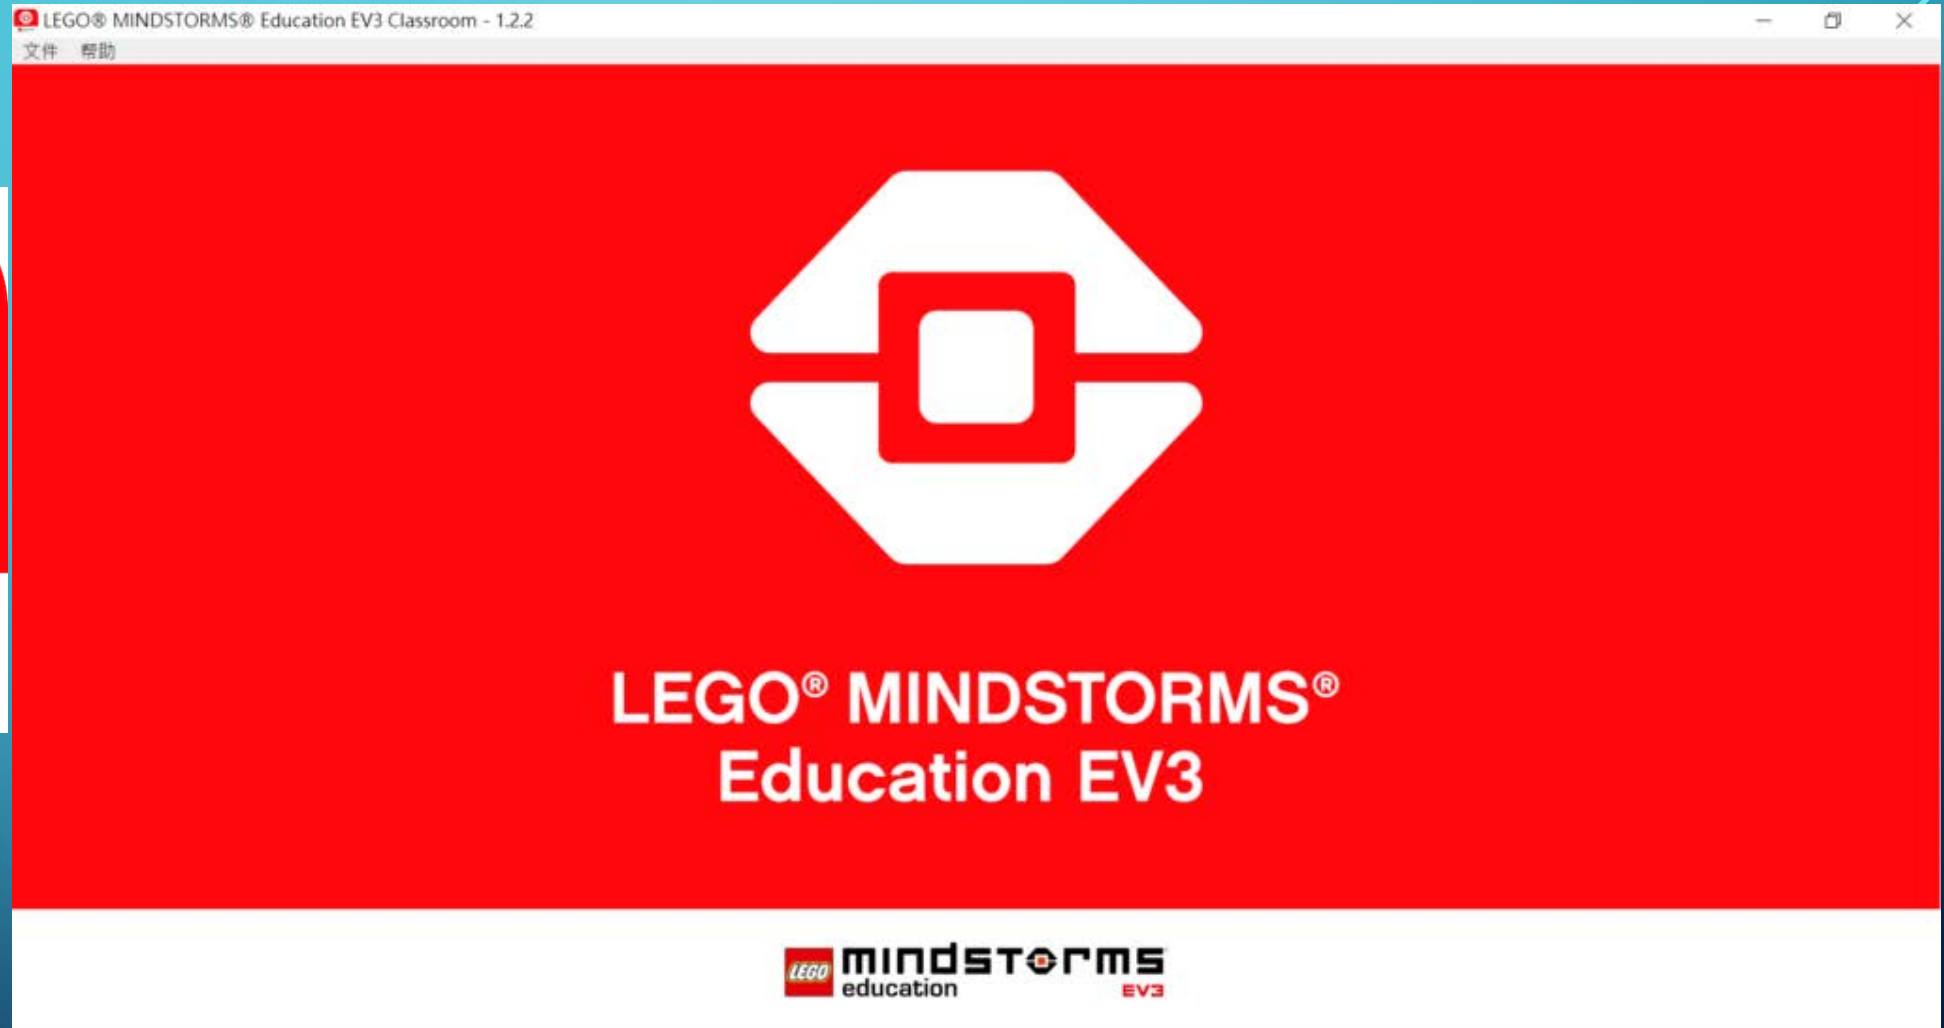 LEGO® MINDSTORMS® Education EV3 Classroom - 1.2.2
文件 帮助
LEGO® MINDSTORMS®
Education EV3
LEGO mindstorms
education EV3